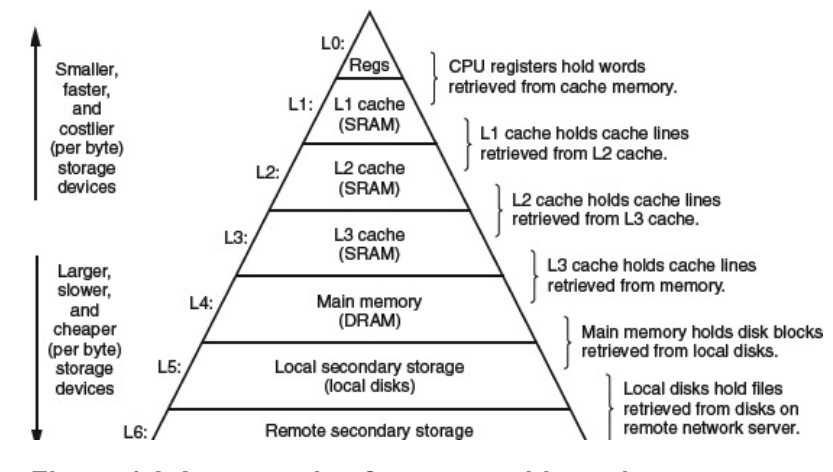 L0:
Regs
CPU registers hold words
retrieved from cache memory.
Smaller,
faster,
and
costlier
(per byte)
storage
devices
L1:
L1 cache
(SRAM)
L1 cache holds cache lines
retrieved from L2 cache.
L2:
L2 cache
(SRAM)
L2 cache holds cache lines
retrieved from L3 cache.
L3:
L3 cache
(SRAM)
L3 cache holds cache lines
retrieved from memory.
Larger,
slower,
and
cheaper
(per byte)
storage
devices
L4:
Main memory
(DRAM)
Main memory holds disk blocks
retrieved from local disks.
L5:
Local secondary storage
(local disks)
Local disks hold files
retrieved from disks on
remote network server.
L6:
Remote secondary storage